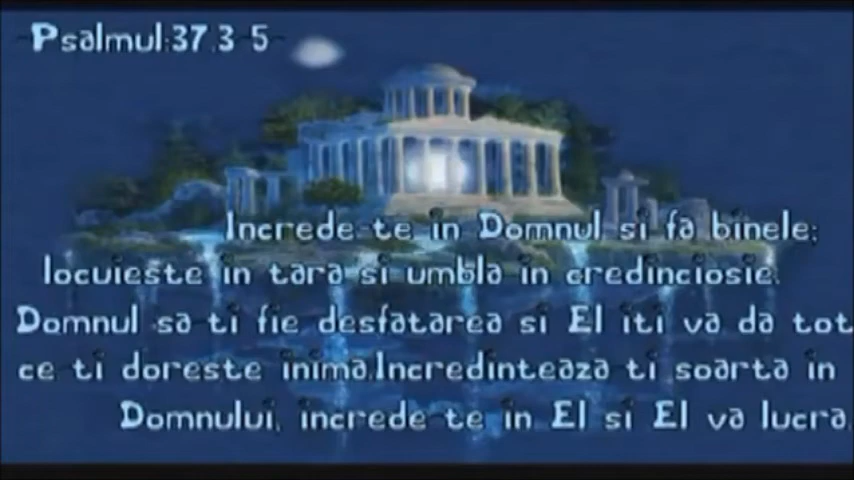 Psalmul:37.3-5
Increde-te in Domnul si fa binele;
locuieste in tara si umbla in credinciosie.
Domnul sa-ti fie desfatarea si El iti va da tot
ce-ti doreste inima.Incredinteaza-ti soarta in
Domnului, increde-te in El si El va lucra.